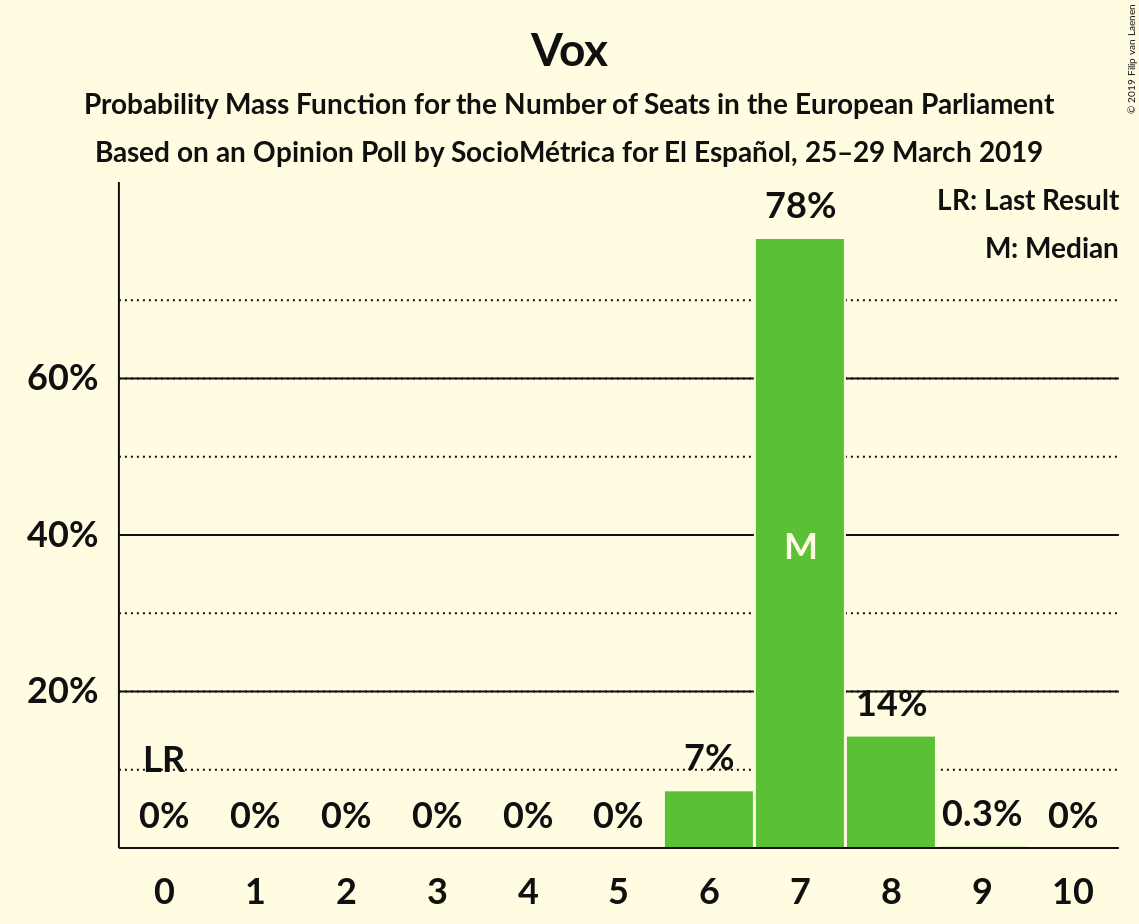 Vox
Probability Mass Function for the Number of Seats in the European Parliament
Based on an Opinion Poll by SocioMétrica for El Español, 25–29 March 2019
© 2019 Filip van Laenen
LR: Last Result
M: Median
78%
60%
40%
M
20%
14%
LR
7%
0% 0% 0% 0% 0% 0% 0.3% 0%
0 1 2 3 4 5 6 7 8 9 10